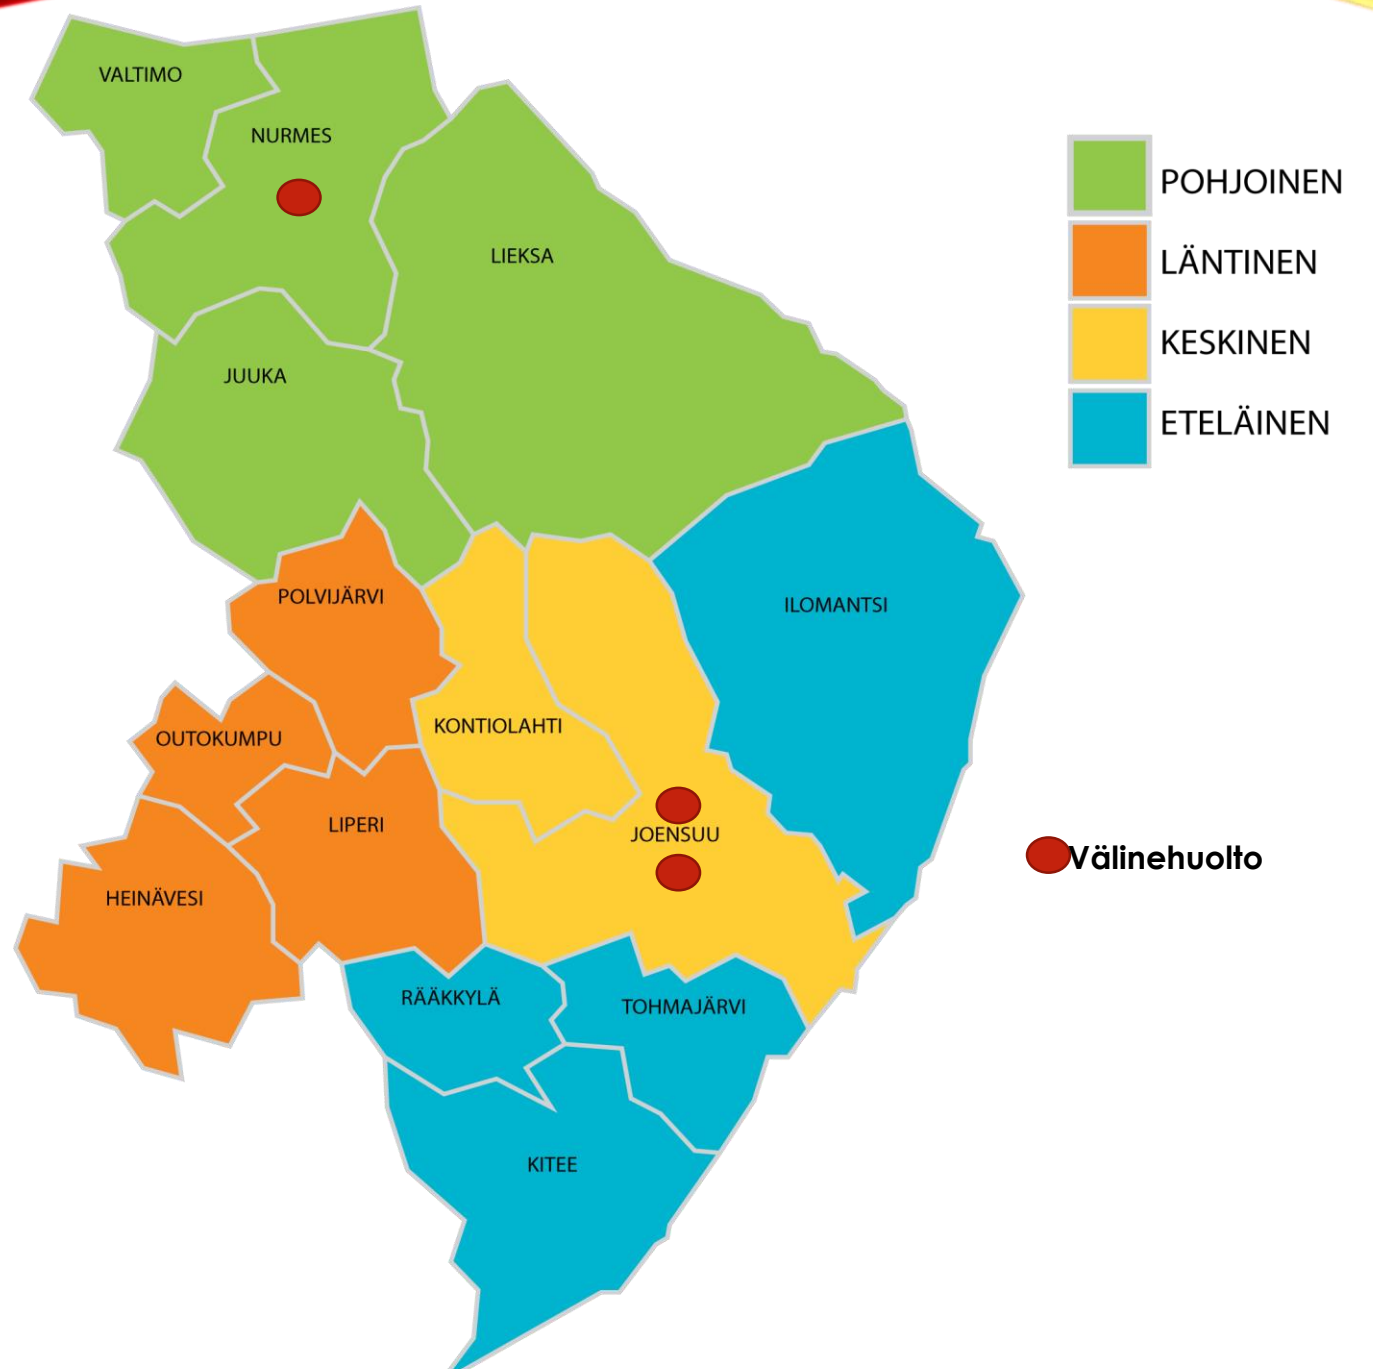 VALTIMO
NURMES
LIEKSA
JUUKA
POLVIJÄRVI
ILOMANTSI
OUTOKUMPU
KONTIOLAHTI
LIPERI
JOENSUU
HEINÄVESI
RÄÄKKYLÄ
TOHMAJÄRVI
KITEE
POHJOINEN
LÄNTINEN
KESKINEN
ETELÄINEN
Välinehuolto